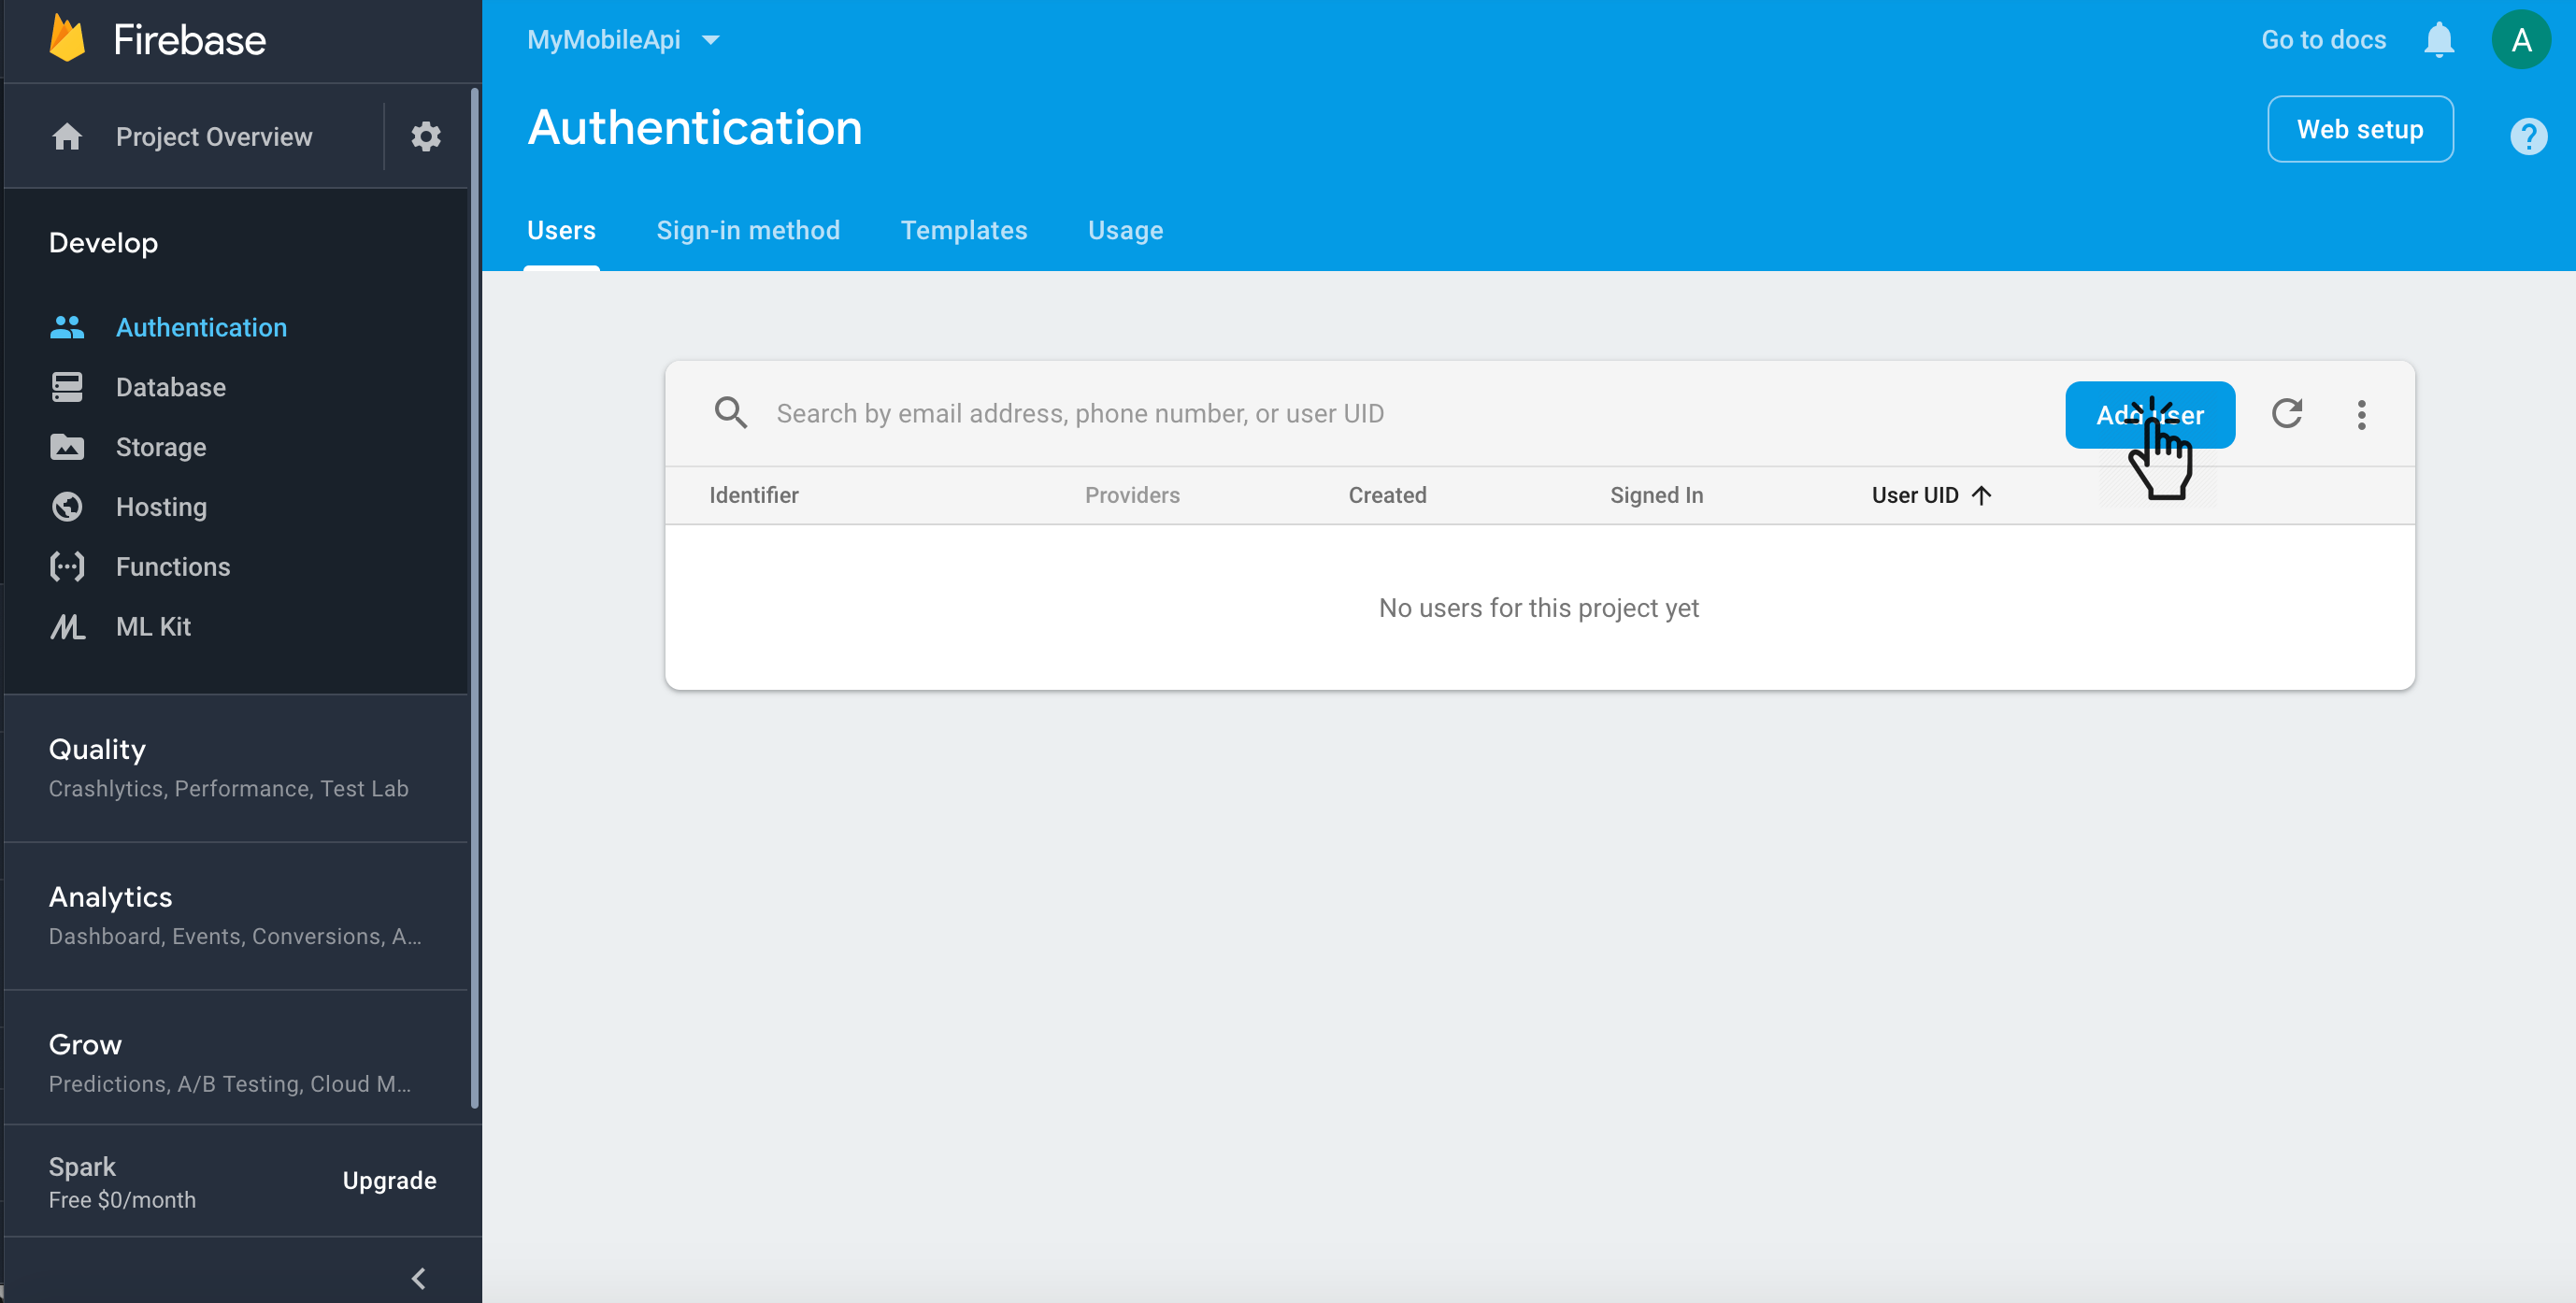 Firebase
Project Overview
Develop
Authentication
Database
Storage
Hosting
Functions
ML Kit
Quality
Crashlytics, Performance, Test Lab
Analytics
Dashboard, Events, Conversions, A...
Grow
Predictions, A/B Testing, Cloud M...
Spark
Free $0/month
Upgrade
MyMobileApi
Go to docs
A
Authentication
Web setup
?
Users Sign-in method Templates Usage
Search by email address, phone number, or user UID
Add user
Identifier Providers Created Signed In User UID
No users for this project yet